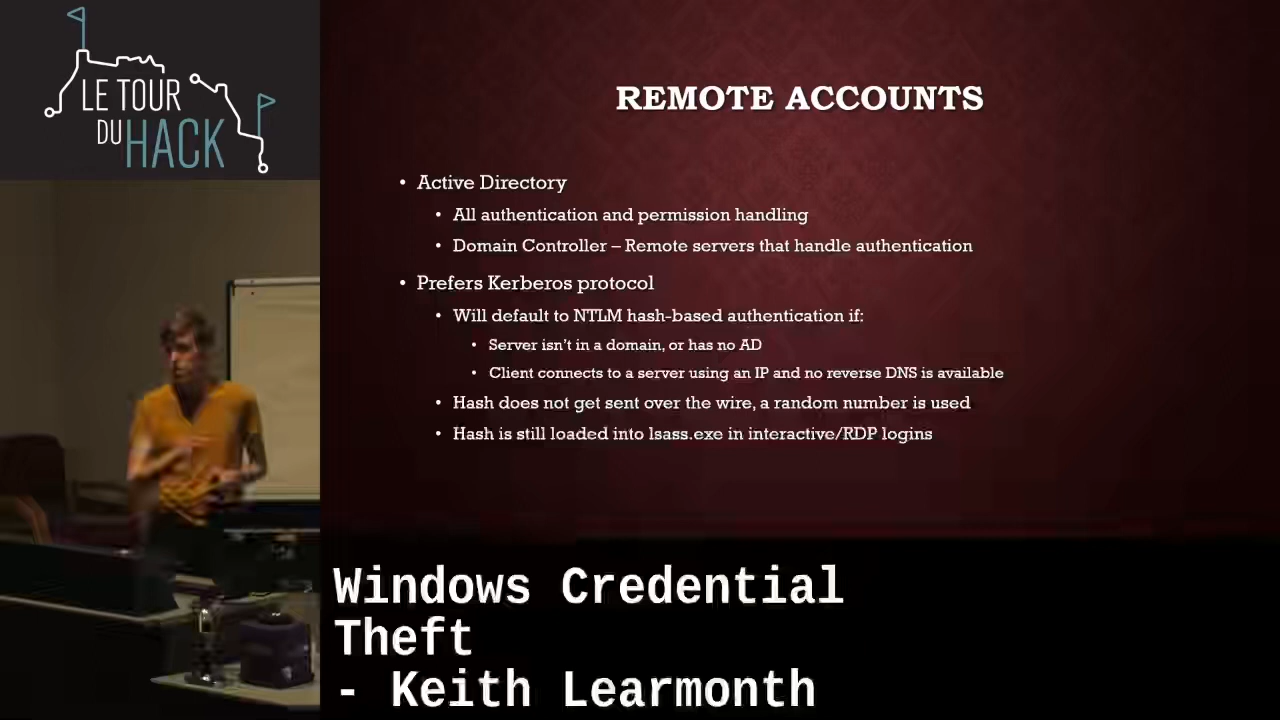 LE TOUR
DU HACK
REMOTE ACCOUNTS
• Active Directory
• All authentication and permission handling
• Domain Controller – Remote servers that handle authentication
• Prefers Kerberos protocol
• Will default to NTLM hash-based authentication if:
• Server isn't in a domain, or has no AD
• Client connects to a server using an IP and no reverse DNS is available
• Hash does not get sent over the wire, a random number is used
• Hash is still loaded into lsass.exe in interactive/RDP logins
Windows Credential
Theft
- Keith Learmonth